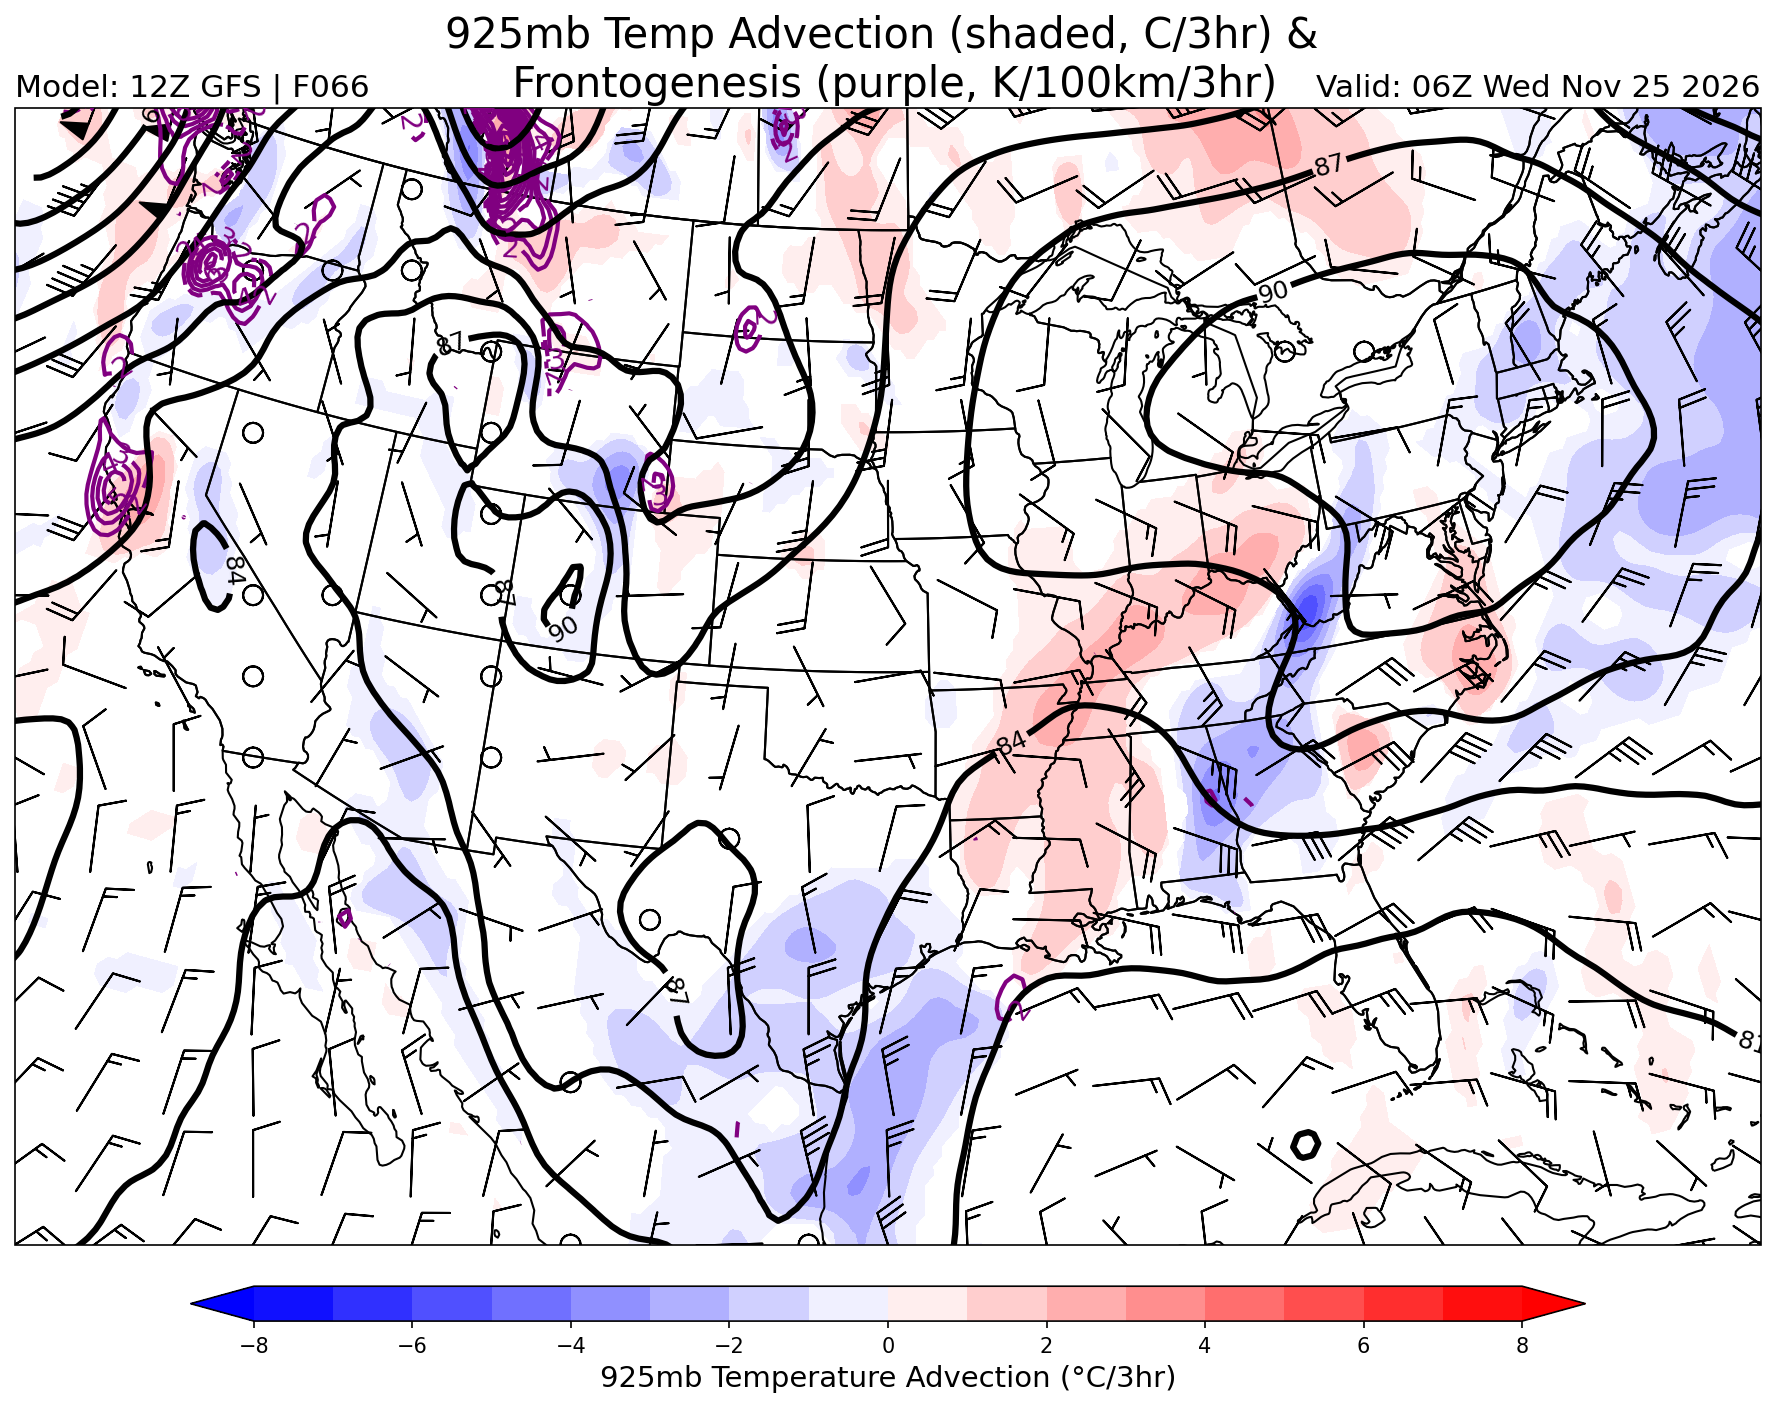 925mb Temp Advection (shaded, C/3hr) &
Model: 12Z GFS | F066
Frontogenesis (purple, K/100km/3hr)
Valid: 06Z Wed Nov 25 2026
87
90
87
84
87
90
84
87
81
−8 −6 −4 −2 0 2 4 6 8
925mb Temperature Advection (°C/3hr)